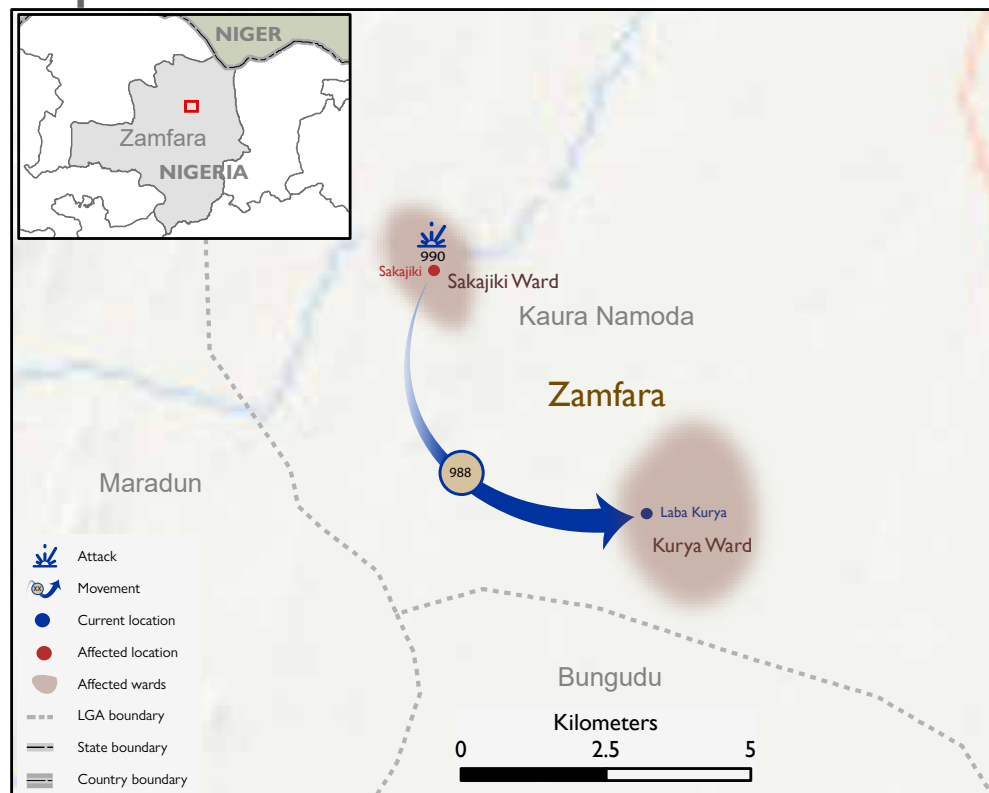 NIGER
Zamfara
NIGERIA
990
Sakajiki
Sakajiki Ward
Kaura Namoda
Zamfara
988
Maradun
Laba Kurya
Kurya Ward
Attack
xx
Movement
Current location
Affected location
Affected wards
LGA boundary
State boundary
Country boundary
Bungudu
Kilometers
0 2.5 5